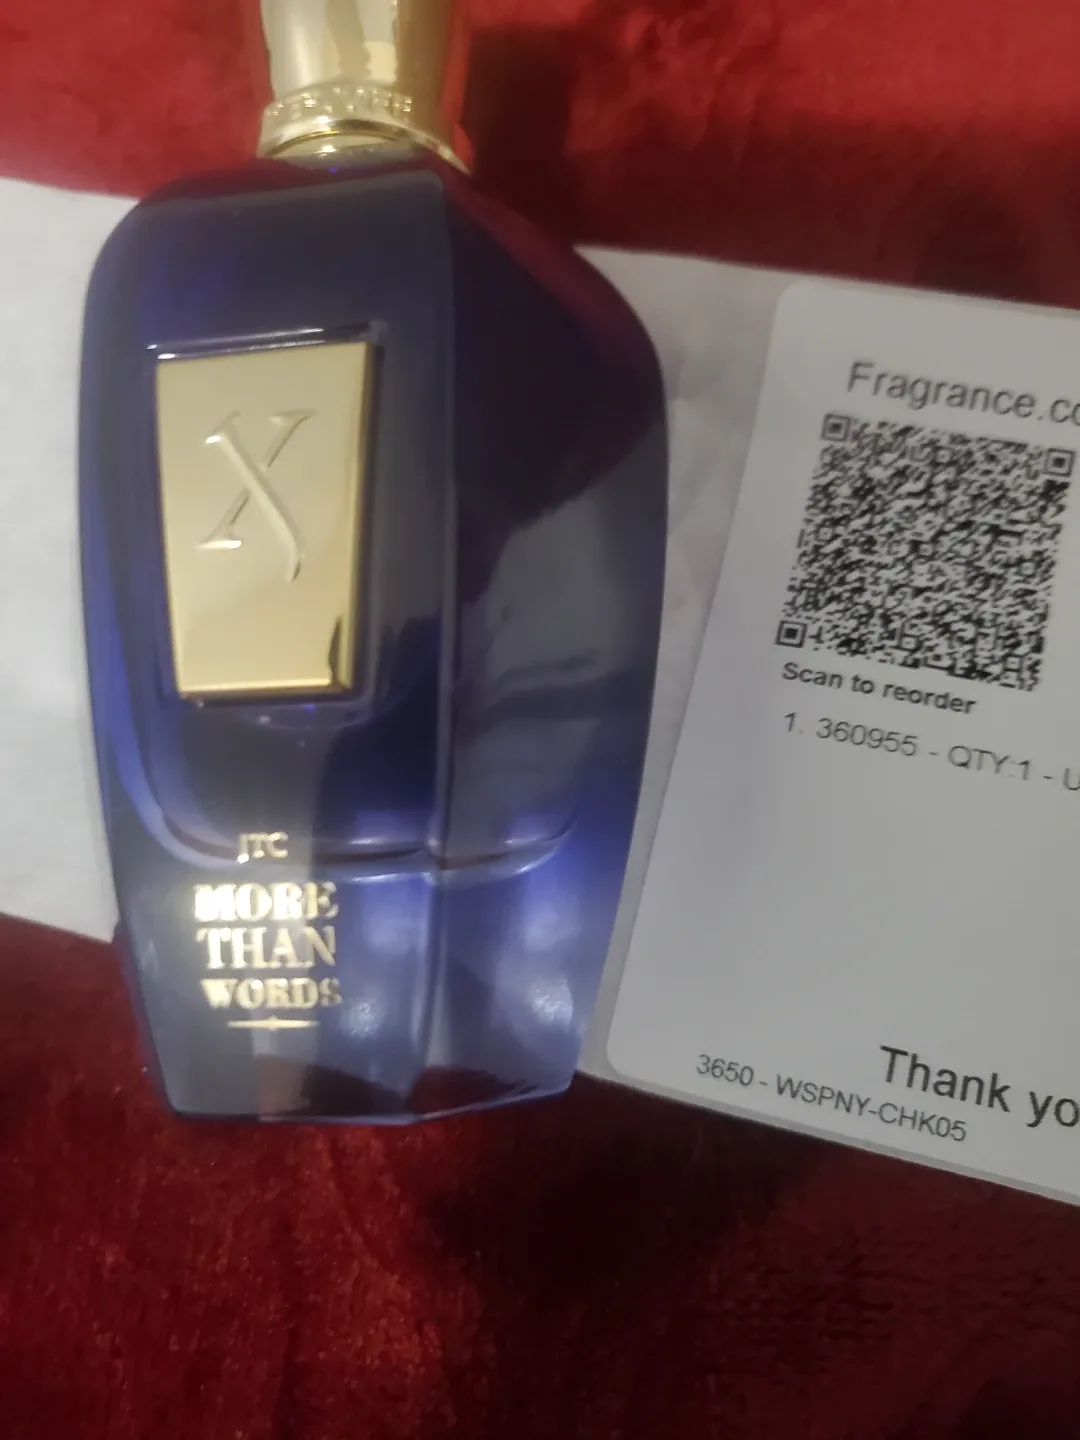 X
JTC
MORE
THAN
WORDS
Fragrance.co
Scan to reorder
1. 360955 - QTY:1 - U
Thank yo
3650 - WSPNY-CHK05